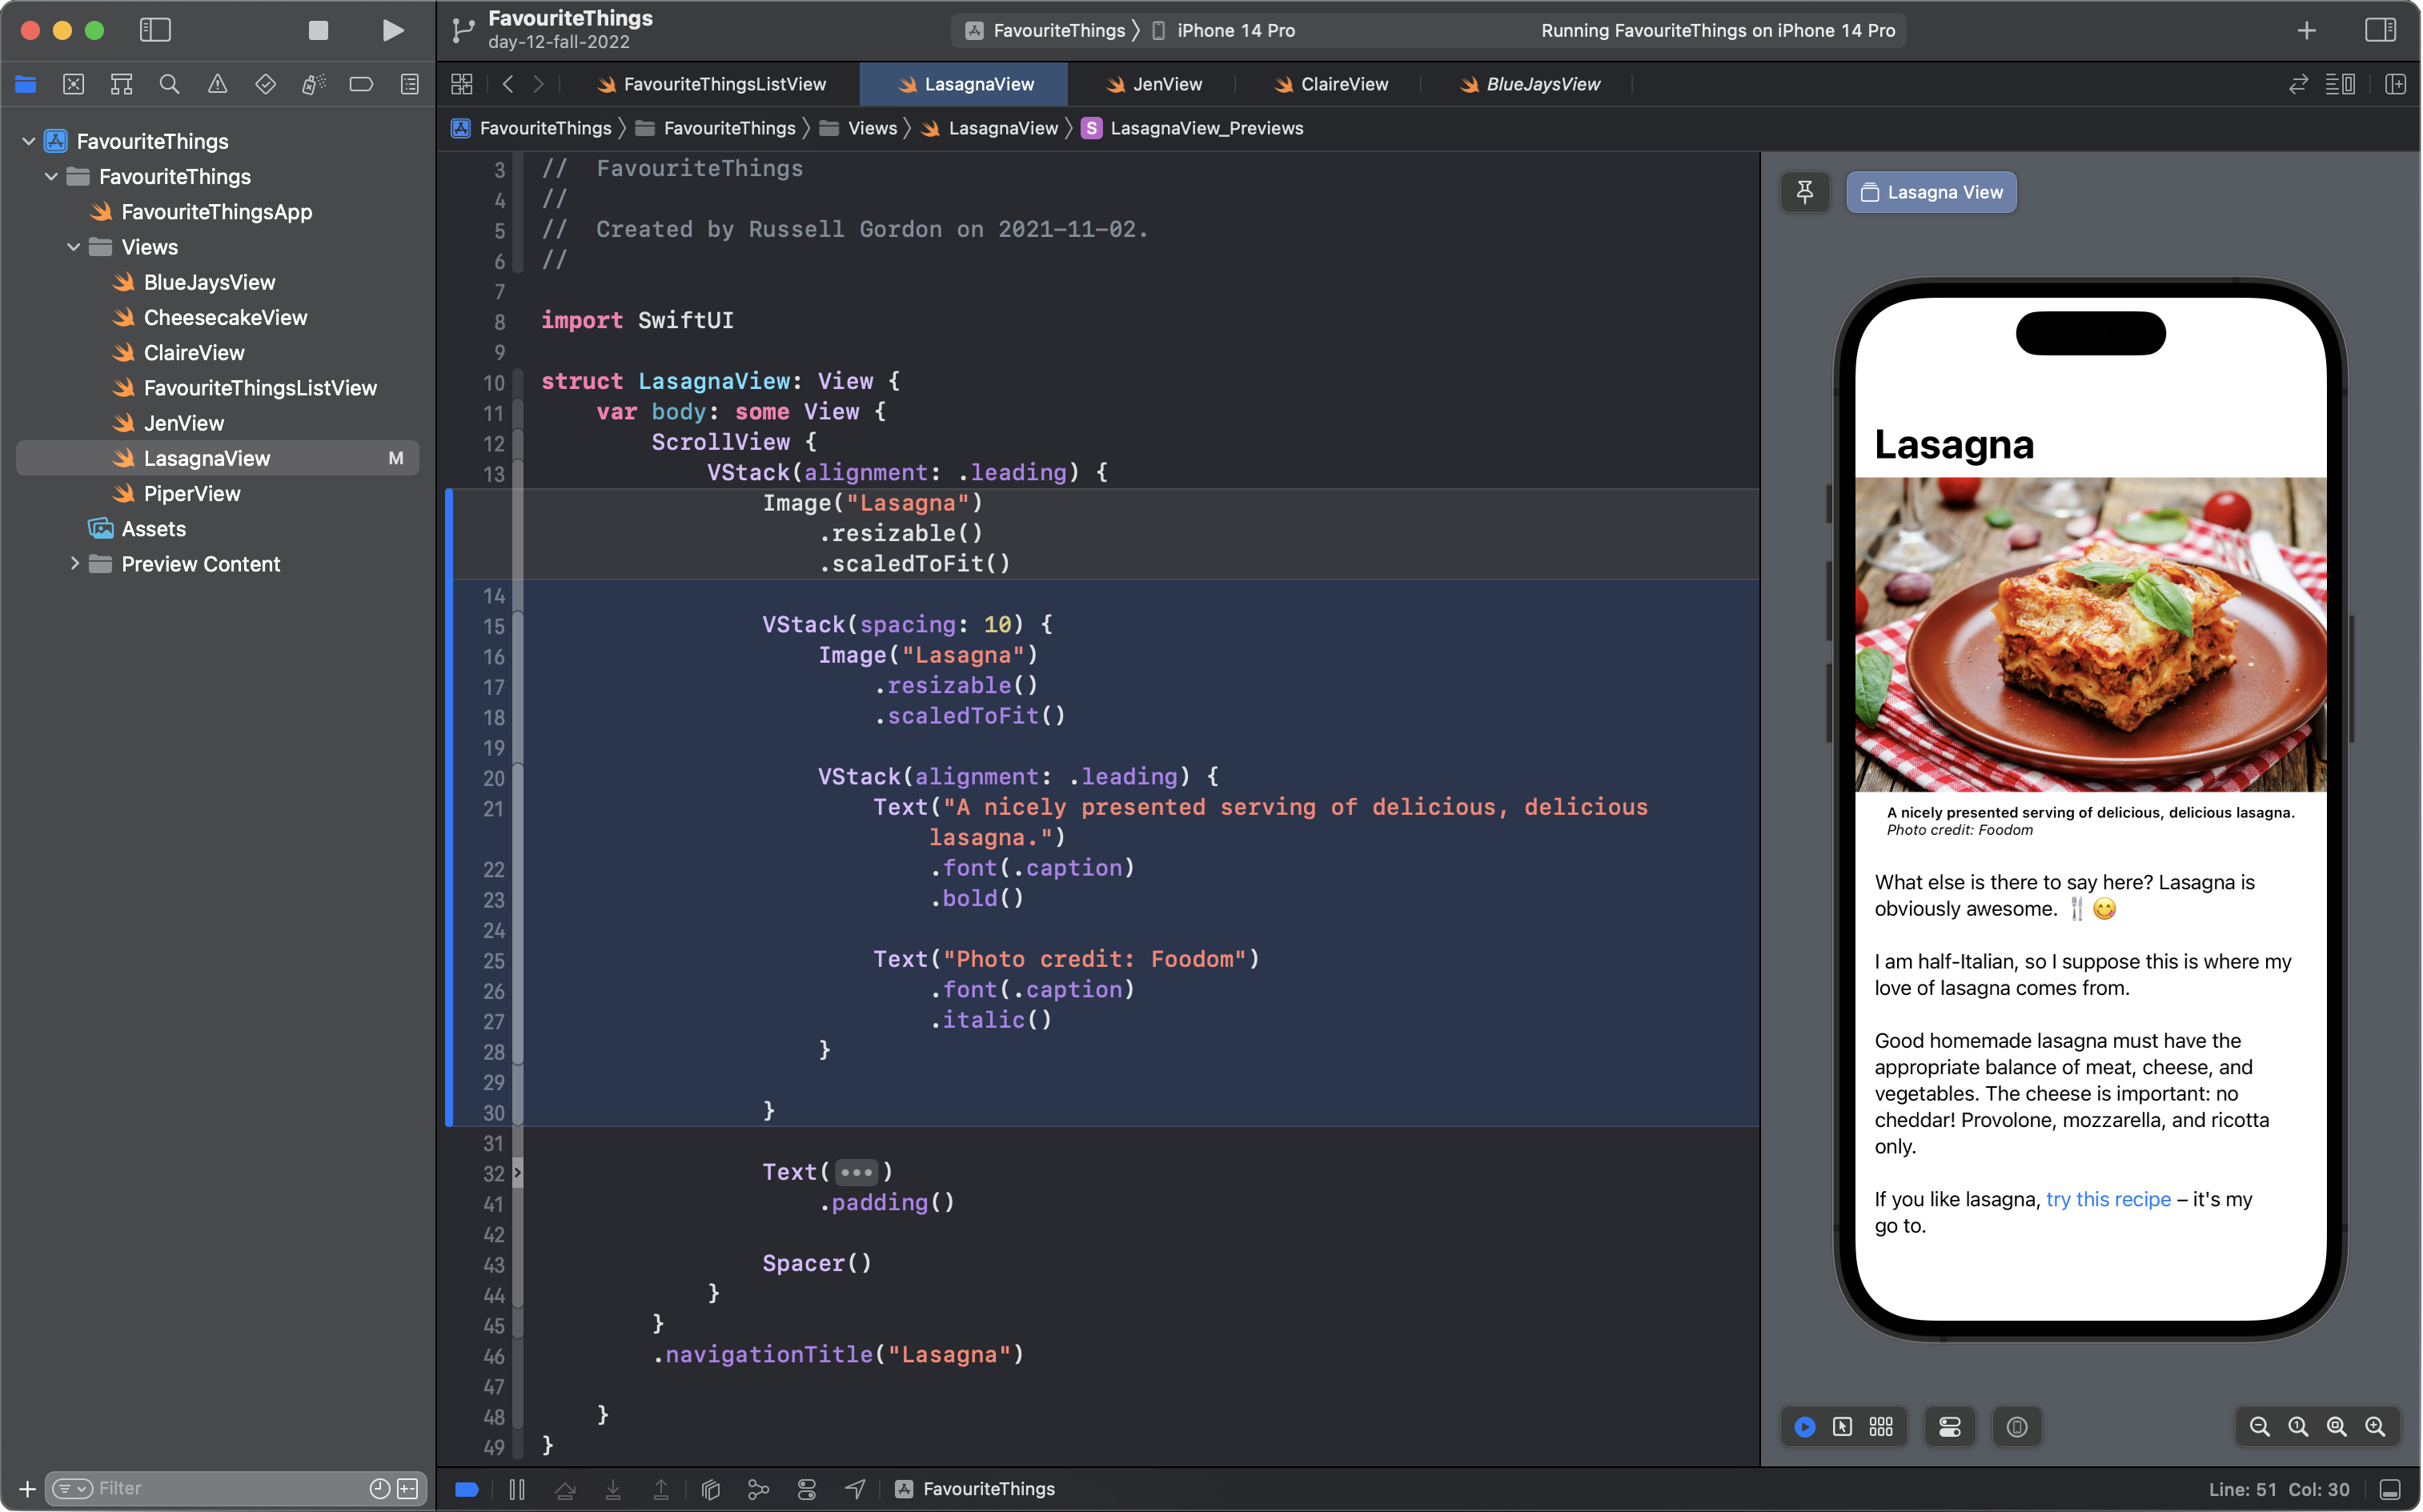 FavouriteThings
day-12-fall-2022
FavouriteThings
iPhone 14 Pro
Running FavouriteThings on iPhone 14 Pro
FavouriteThingsListView
LasagnaView
JenView
ClaireView
BlueJaysView
FavouriteThings
FavouriteThings
Views
LasagnaView
S
LasagnaView_Previews
FavouriteThings
FavouriteThings
FavouriteThingsApp
Views
BlueJaysView
CheesecakeView
ClaireView
FavouriteThingsListView
JenView
LasagnaView M
PiperView
Assets
Preview Content
Filter
3 //  FavouriteThings
4 //
5 //  Created by Russell Gordon on 2021-11-02.
6 //
7
8 import SwiftUI
9
10 struct LasagnaView: View {
11     var body: some View {
12         ScrollView {
13             VStack(alignment: .leading) {
                Image("Lasagna")
                    .resizable()
                    .scaledToFit()
14
15                 VStack(spacing: 10) {
16                     Image("Lasagna")
17                         .resizable()
18                         .scaledToFit()
19
20                     VStack(alignment: .leading) {
21                         Text("A nicely presented serving of delicious, delicious
                            lasagna.")
22                             .font(.caption)
23                             .bold()
24
25                         Text("Photo credit: Foodom")
26                             .font(.caption)
27                             .italic()
28                     }
29
30                 }
31
32                 Text(•••)
41                     .padding()
42
43                 Spacer()
44             }
45         }
46         .navigationTitle("Lasagna")
47
48     }
49 }
Lasagna View
Lasagna
A nicely presented serving of delicious, delicious lasagna.
Photo credit: Foodom
What else is there to say here? Lasagna is
obviously awesome. 🍴😋
I am half-Italian, so I suppose this is where my
love of lasagna comes from.
Good homemade lasagna must have the
appropriate balance of meat, cheese, and
vegetables. The cheese is important: no
cheddar! Provolone, mozzarella, and ricotta
only.
If you like lasagna, try this recipe – it's my
go to.
FavouriteThings
Line: 51  Col: 30